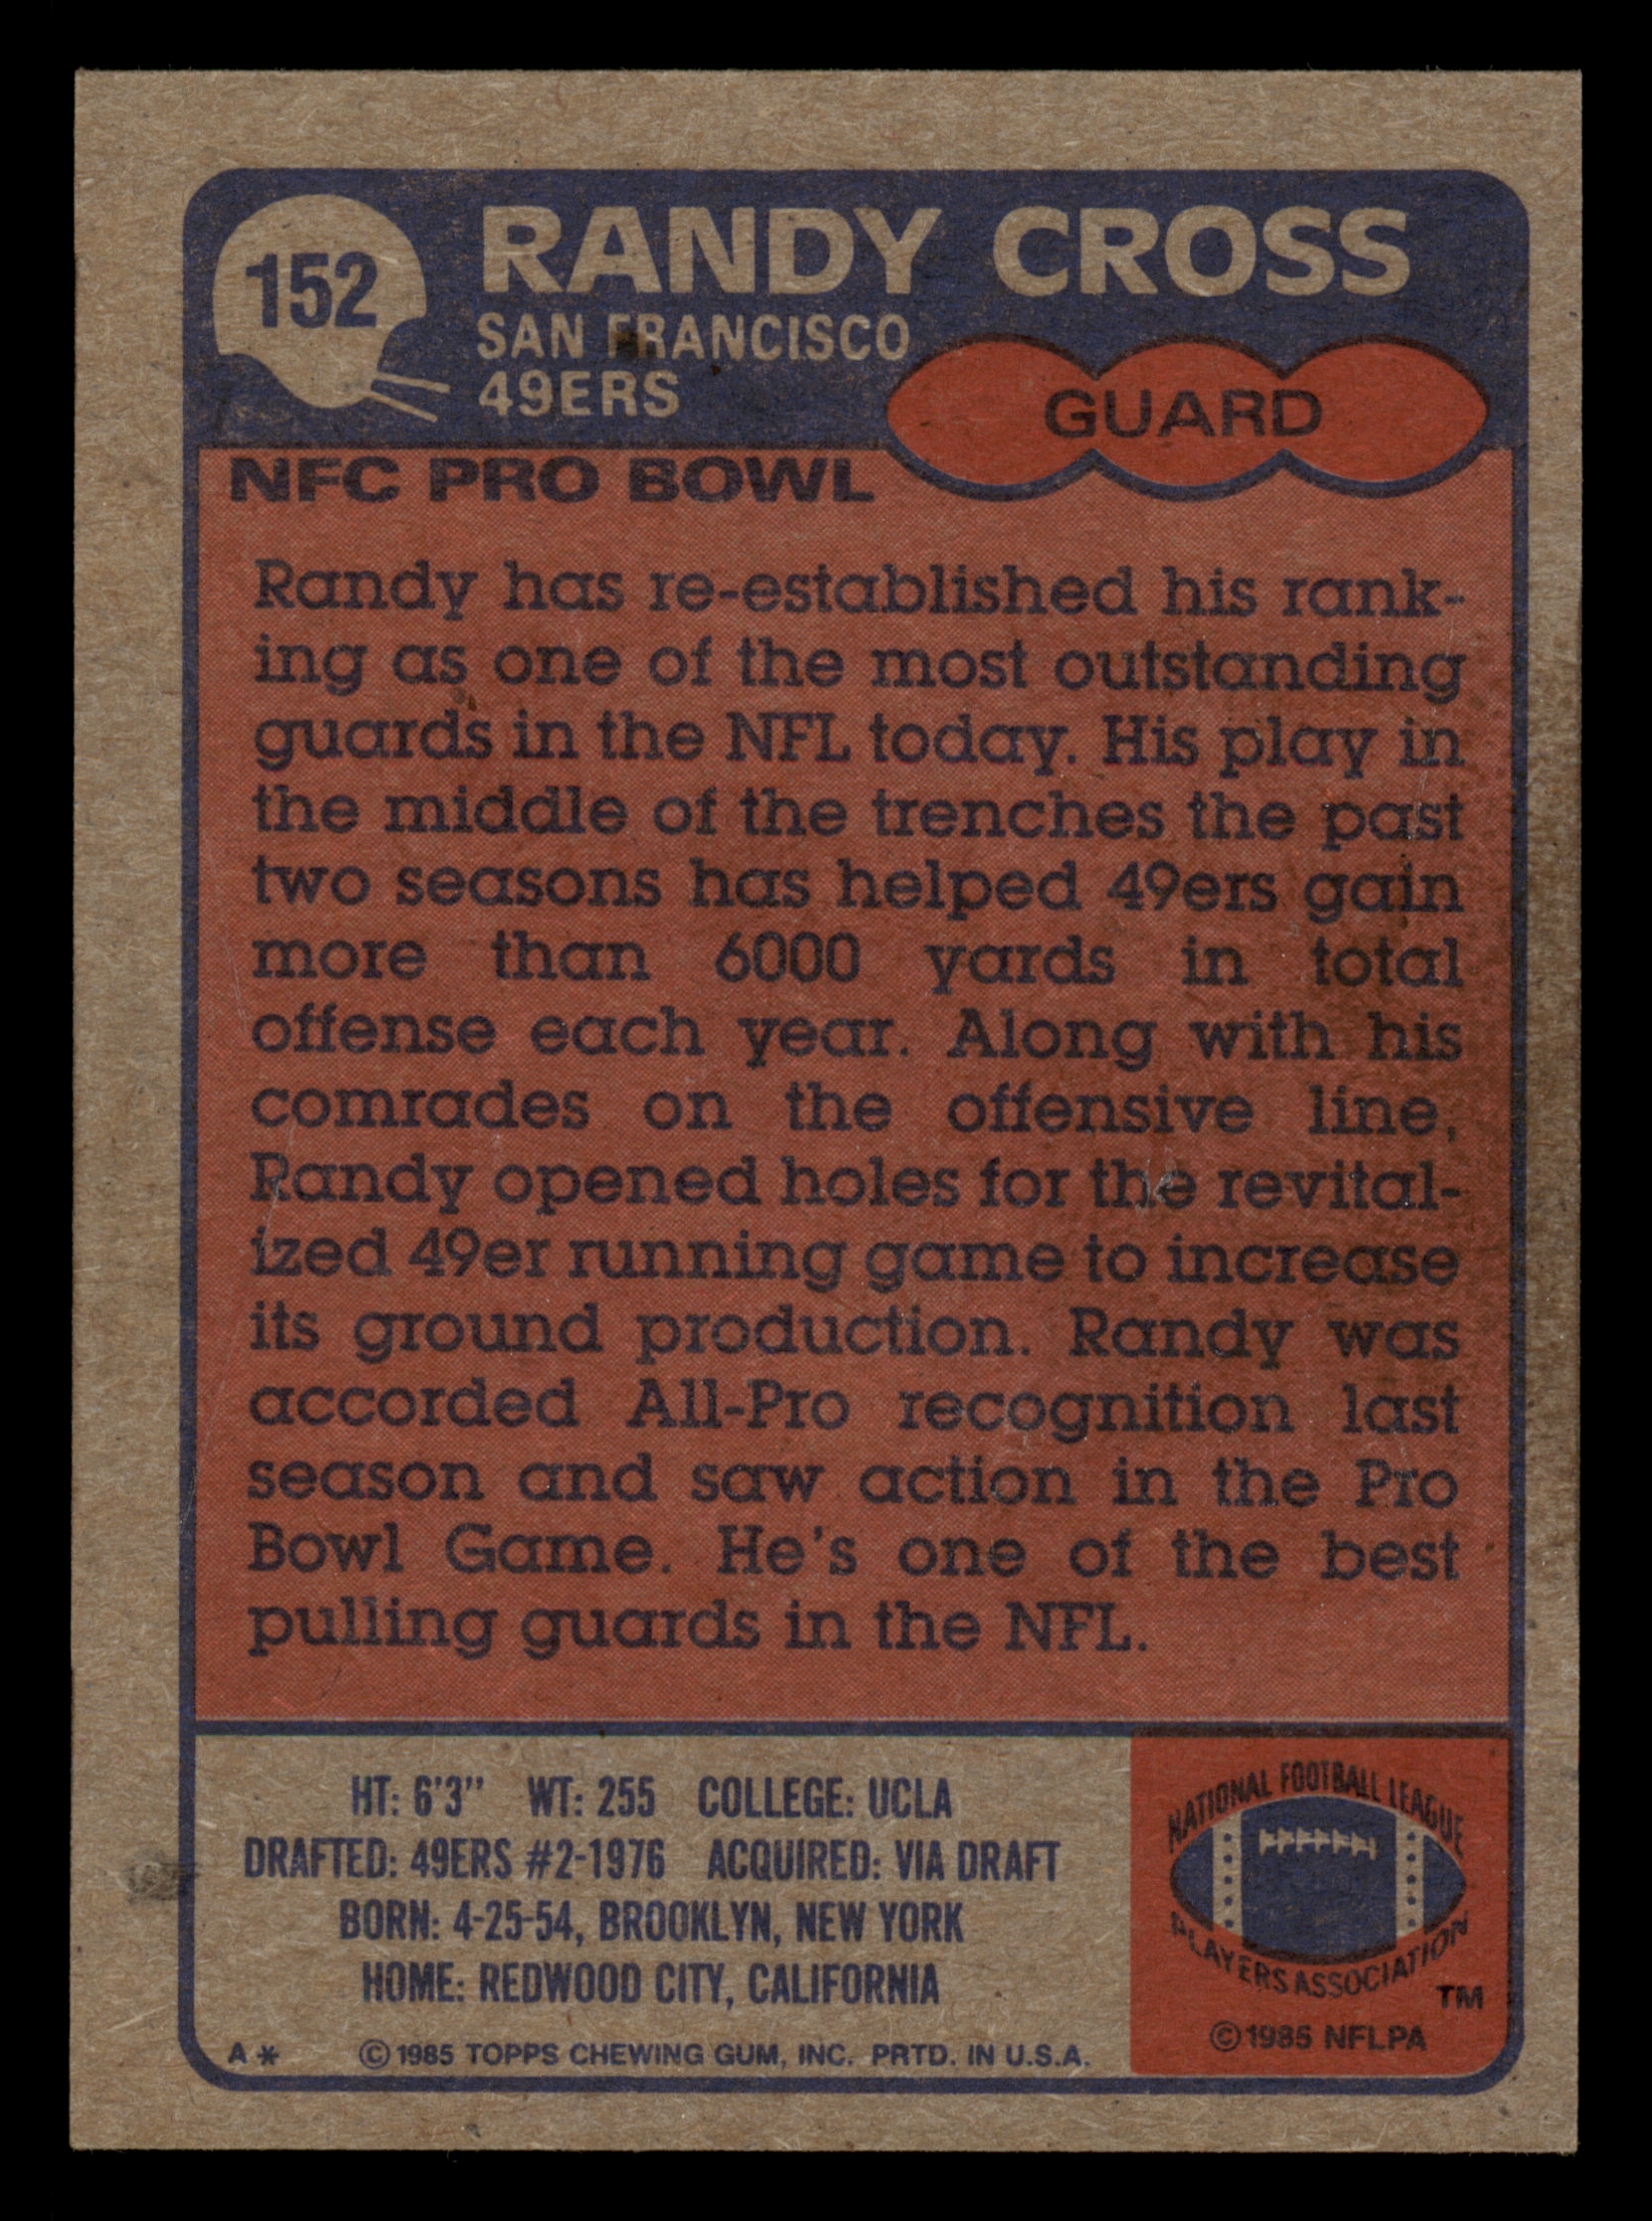 152
RANDY CROSS
SAN FRANCISCO
49ERS
GUARD
NFC PRO BOWL
Randy has re-established his rank-
ing as one of the most outstanding
guards in the NFL today. His play in
the middle of the trenches the past
two seasons has helped 49ers gain
more than 6000 yards in total
offense each year. Along with his
comrades on the offensive line,
Randy opened holes for the revital-
ized 49er running game to increase
its ground production. Randy was
accorded All-Pro recognition last
season and saw action in the Pro
Bowl Game. He's one of the best
pulling guards in the NFL.
HT: 6'3" WT: 255 COLLEGE: UCLA
DRAFTED: 49ERS #2-1976 ACQUIRED: VIA DRAFT
BORN: 4-25-54, BROOKLYN, NEW YORK
HOME: REDWOOD CITY, CALIFORNIA
A* © 1985 TOPPS CHEWING GUM, INC. PRTD. IN U.S.A.
NATIONAL FOOTBALL LEAGUE
PLAYERS ASSOCIATION
TM
© 1985 NFLPA